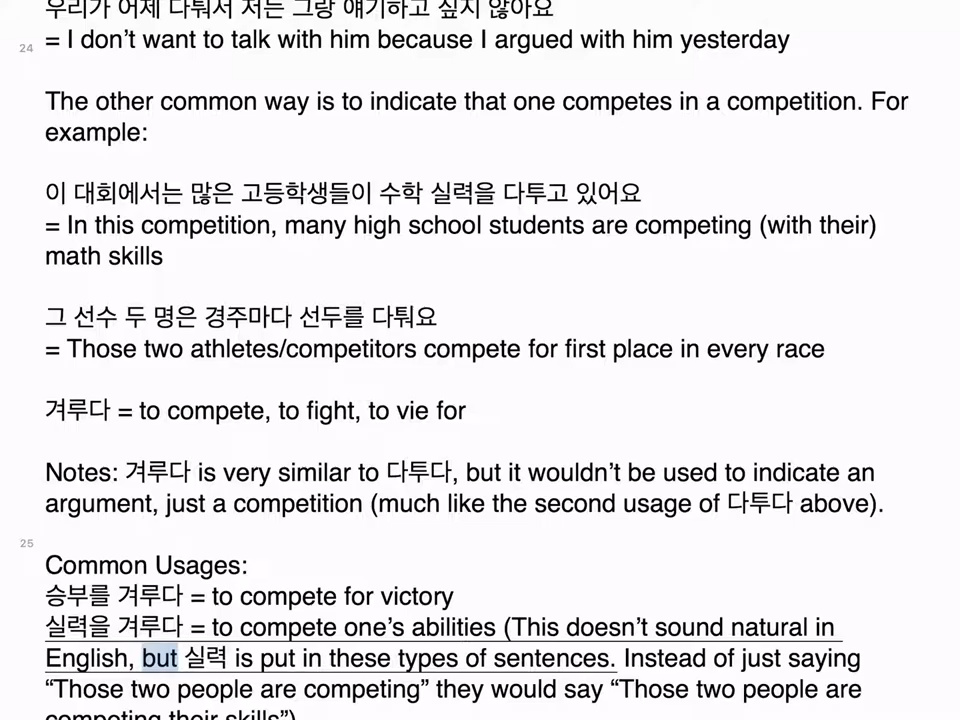 우리가 어제 다퉈서 저는 그랑 얘기하고 싶지 않아요
24
= I don’t want to talk with him because I argued with him yesterday
The other common way is to indicate that one competes in a competition. For
example:
이 대회에서는 많은 고등학생들이 수학 실력을 다투고 있어요
= In this competition, many high school students are competing (with their)
math skills
그 선수 두 명은 경주마다 선두를 다퉈요
= Those two athletes/competitors compete for first place in every race
겨루다 = to compete, to fight, to vie for
Notes: 겨루다 is very similar to 다투다, but it wouldn’t be used to indicate an
argument, just a competition (much like the second usage of 다투다 above).
25
Common Usages:
승부를 겨루다 = to compete for victory
실력을 겨루다 = to compete one’s abilities (This doesn’t sound natural in
English, but 실력 is put in these types of sentences. Instead of just saying
“Those two people are competing” they would say “Those two people are
competing their skills”)